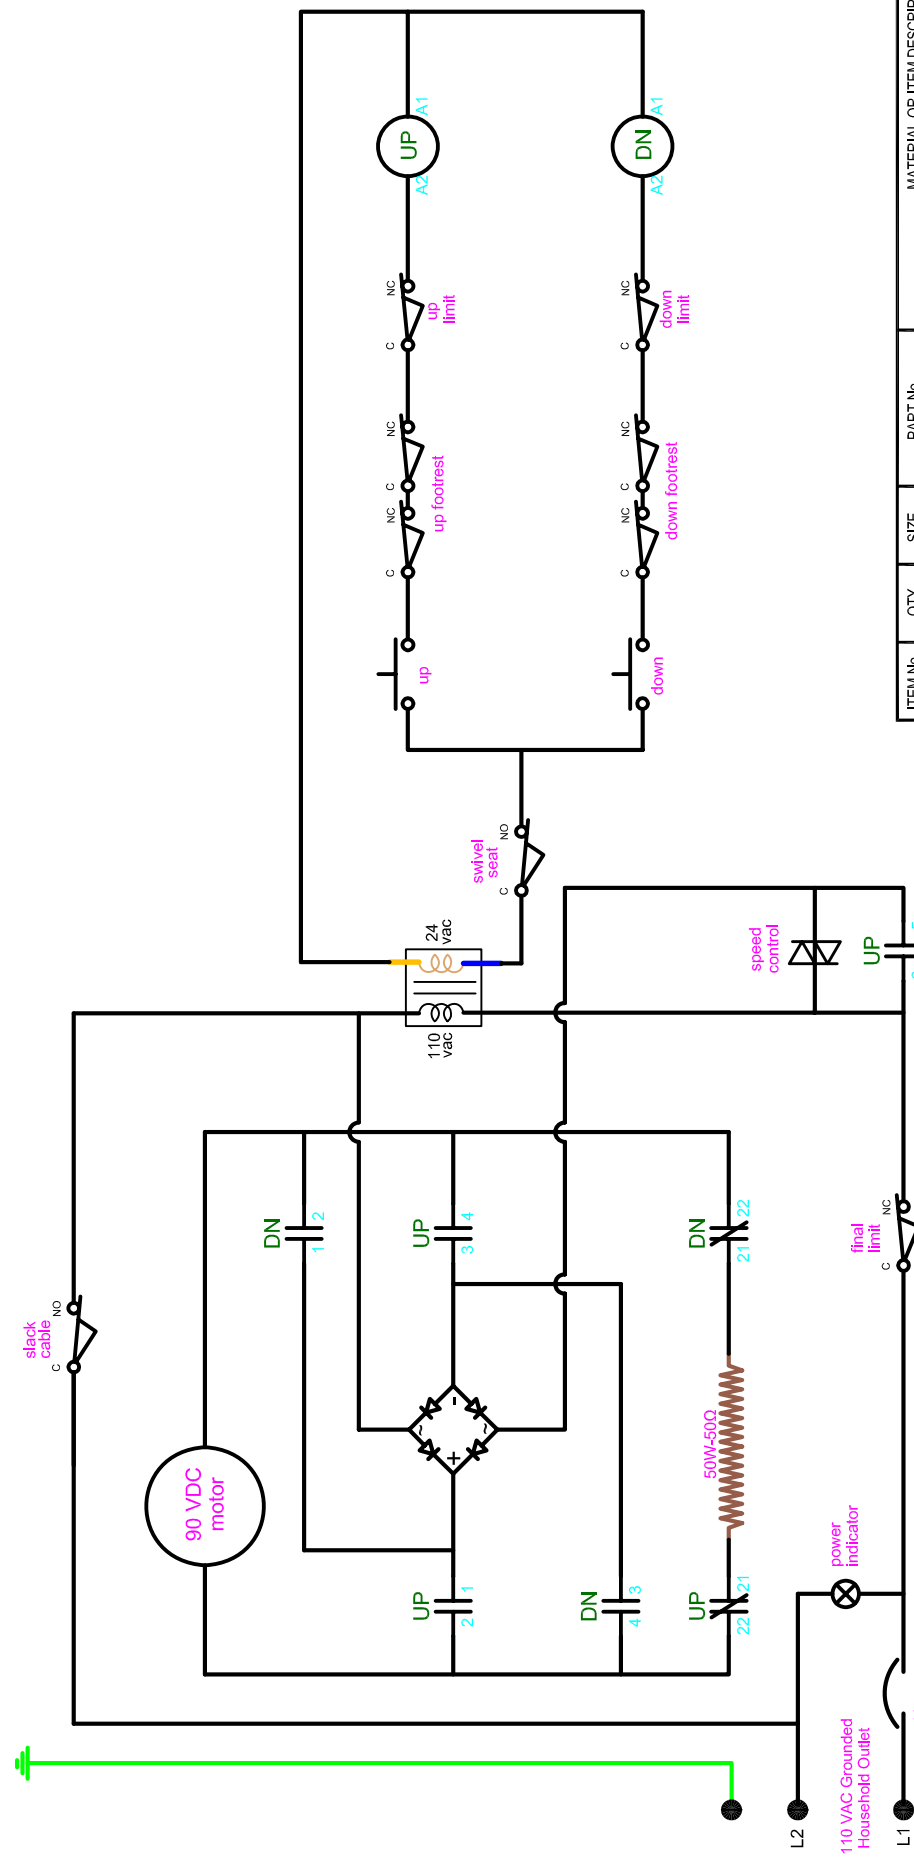 slack
cable
C
NO
90 VDC
motor
DN
1
2
UP
3
4
~
+
-
~
UP
2
1
DN
4
3
UP
22
21
50W-50Ω
DN
21
22
110
vac
24
vac
swivel
seat
C
NO
up
C
NC
C
NC
up footrest
C
NC
up
limit
UP
A2
A1
down
C
NC
C
NC
down footrest
C
NC
down
limit
DN
A2
A1
speed
control
UP
final
limit
C
NC
power
indicator
L2
110 VAC Grounded
Household Outlet
L1
ITEM No
QTY
SIZE
PART No